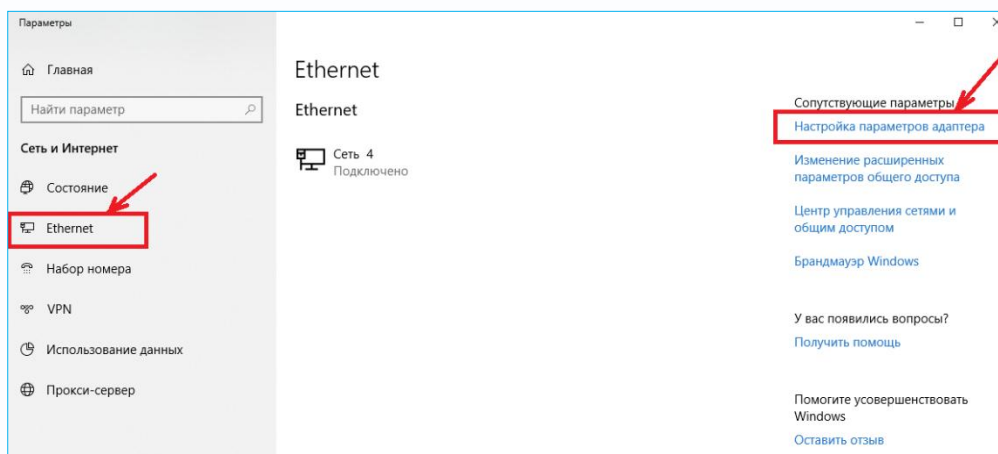 Параметры
Главная
Найти параметр
Сеть и Интернет
Состояние
Ethernet
Набор номера
VPN
Использование данных
Прокси-сервер
Ethernet
Ethernet
Сеть 4
Подключено
Сопутствующие параметры
Настройка параметров адаптера
Изменение расширенных
параметров общего доступа
Центр управления сетями и
общим доступом
Брандмауэр Windows
У вас появились вопросы?
Получить помощь
Помогите усовершенствовать
Windows
Оставить отзыв